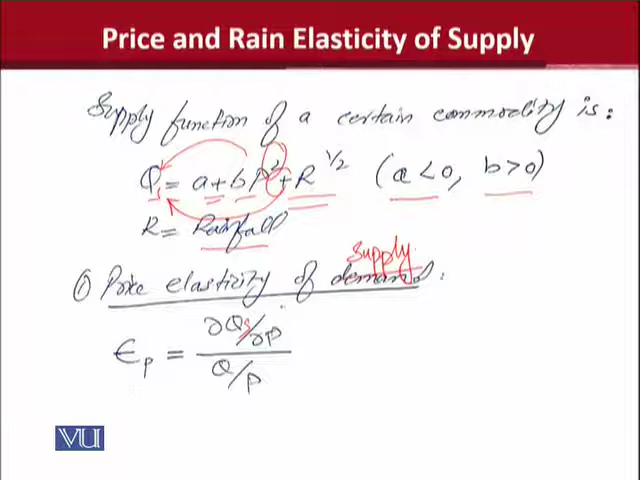 Price and Rain Elasticity of Supply
Supply function of a certain commodity is:
Qs = a + bP² + R^1/2 (a < 0, b > 0)
R = Rainfall
supply
① Price elasticity of demand:
∈p = ∂Qs/∂P
Q/P
VU